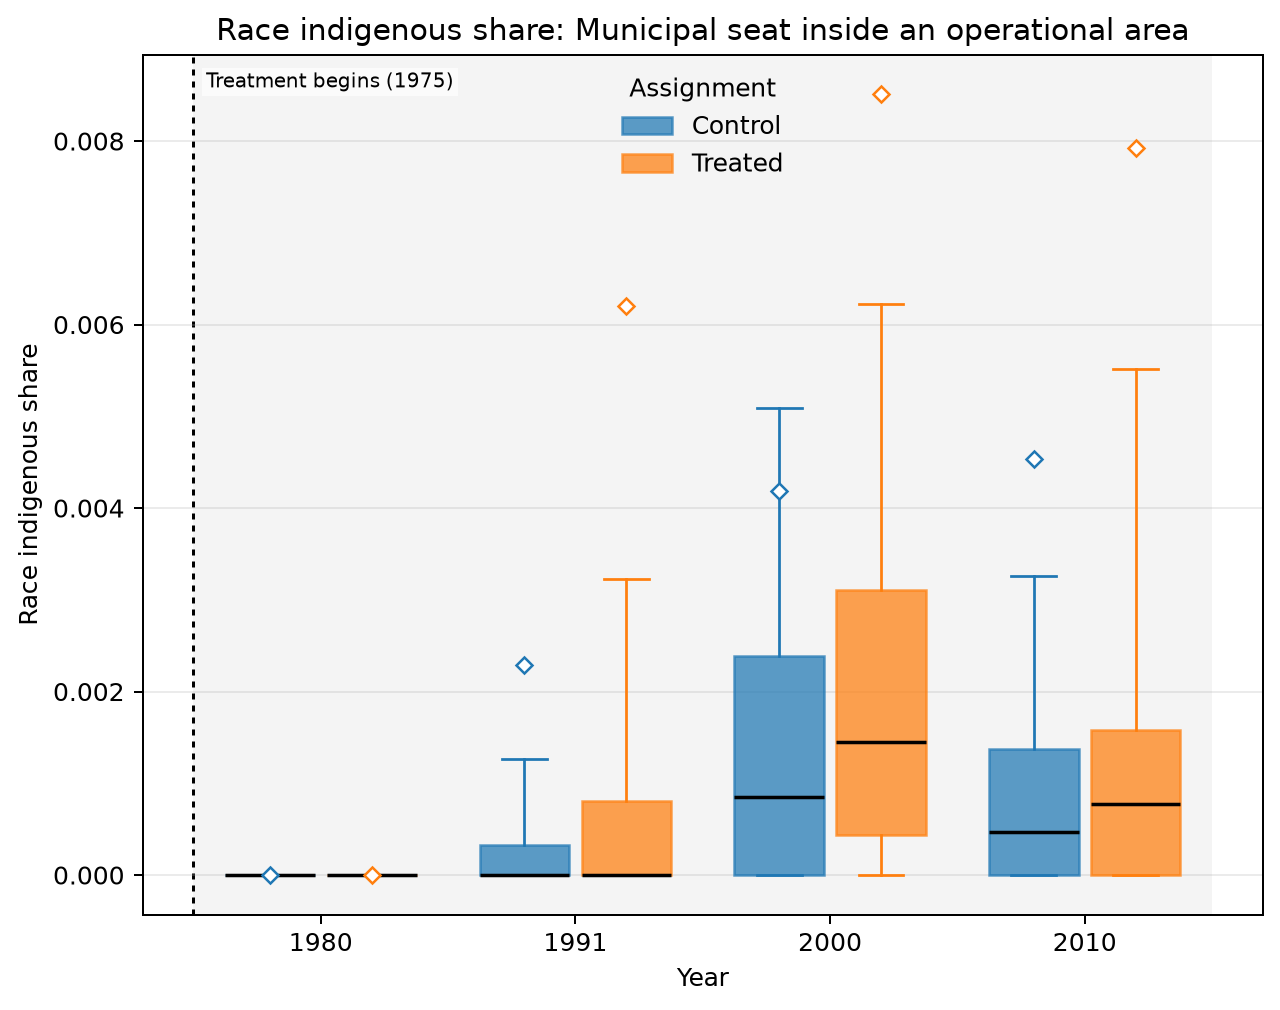 Race indigenous share: Municipal seat inside an operational area
Treatment begins (1975)
Assignment
Control
Treated
Race indigenous share
0.008
0.006
0.004
0.002
0.000
1980 1991 2000 2010
Year